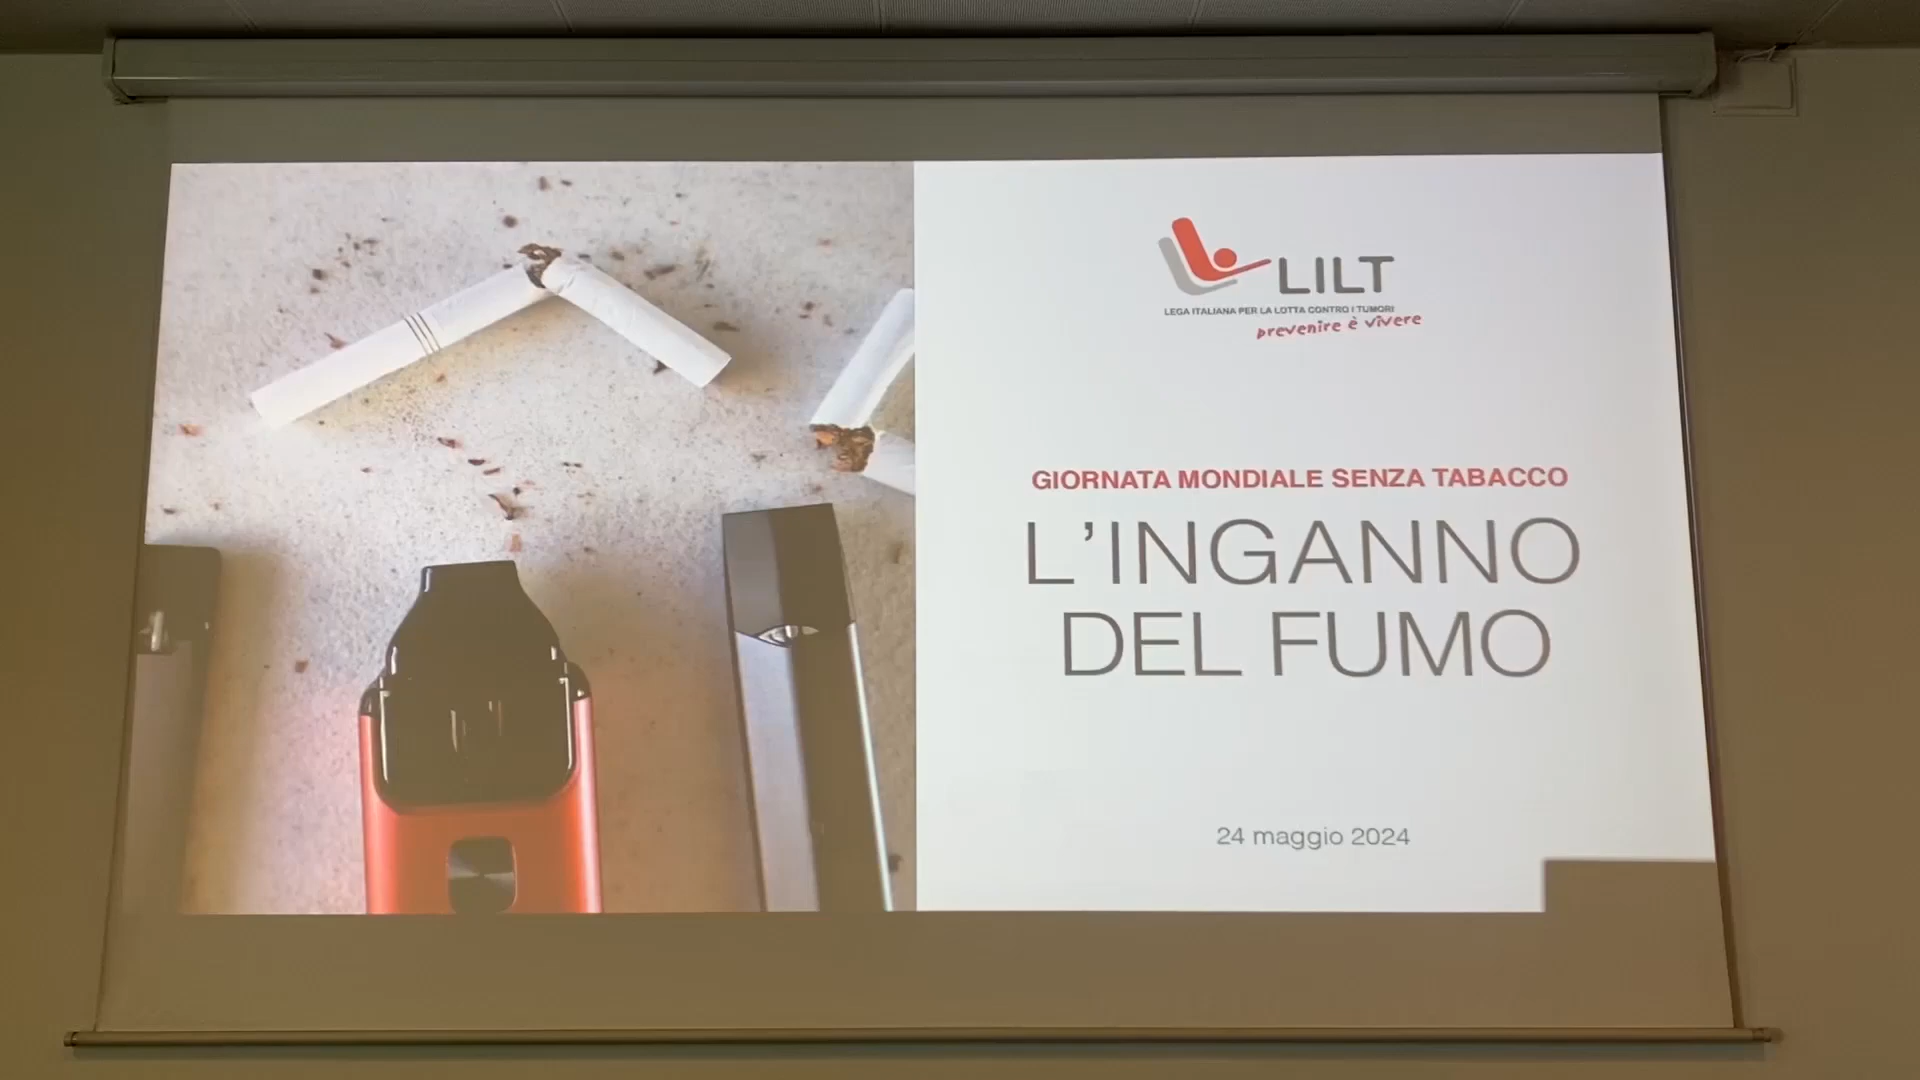 LILT
LEGA ITALIANA PER LA LOTTA CONTRO I TUMORI
prevenire è vivere
GIORNATA MONDIALE SENZA TABACCO
L'INGANNO
DEL FUMO
24 maggio 2024